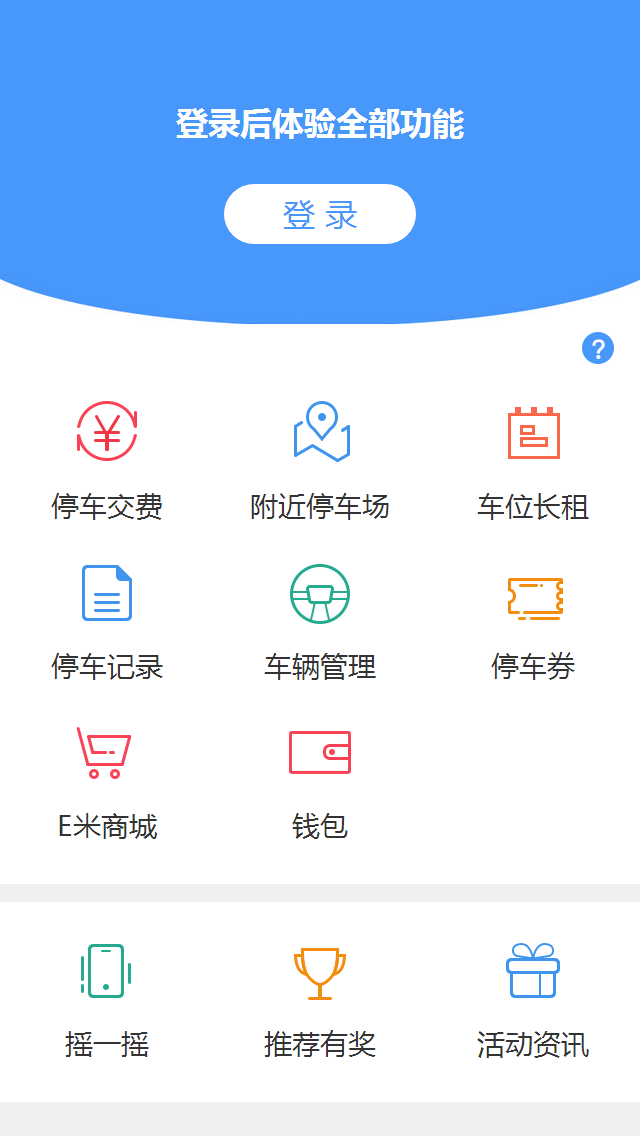 登录后体验全部功能
登 录
?
停车交费 附近停车场 车位长租
停车记录 车辆管理 停车券
E米商城 钱包
摇一摇 推荐有奖 活动资讯